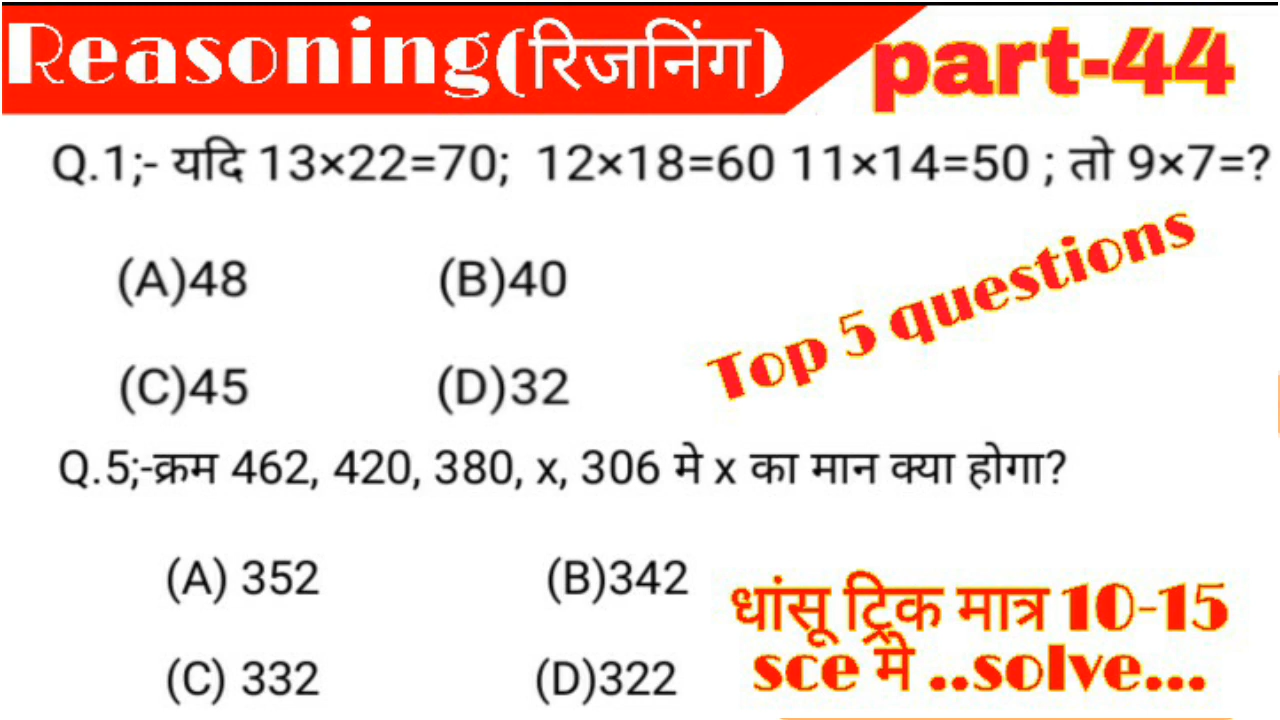 Reasoning(रिजनिंग) part-44
Q.1;- यदि 13×22=70; 12×18=60 11×14=50 ; तो 9×7=?
(A)48 (B)40
(C)45 (D)32
Top 5 questions
Q.5;-क्रम 462, 420, 380, x, 306 मे x का मान क्या होगा?
(A) 352 (B)342
(C) 332 (D)322
धांसू ट्रिक मात्र 10-15
sce मे ..solve...